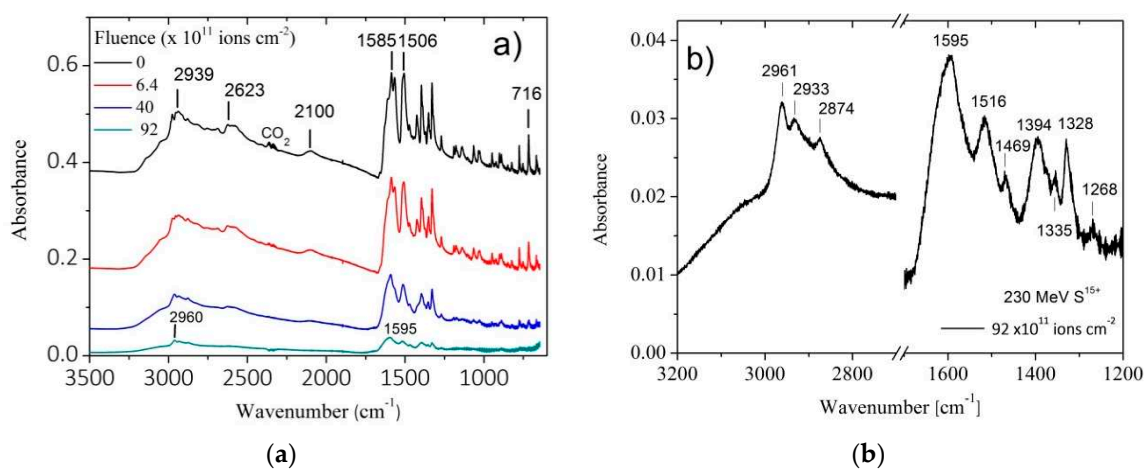 Fluence (x 10¹¹ ions cm⁻²)
0
6.4
40
92
a)
1585
1506
2939
2623
CO₂
2100
716
2960
1595
0.6
0.4
0.2
0.0
Absorbance
3500 3000 2500 2000 1500 1000
Wavenumber (cm⁻¹)
(a)
b)
1595
2961
2933
2874
1516
1469
1394
1328
1335
1268
230 MeV S¹⁵⁺
92 x10¹¹ ions cm⁻²
0.04
0.03
0.02
0.01
0.00
Absorbance
3200 3000 2800 1600 1400 1200
Wavenumber [cm⁻¹]
(b)